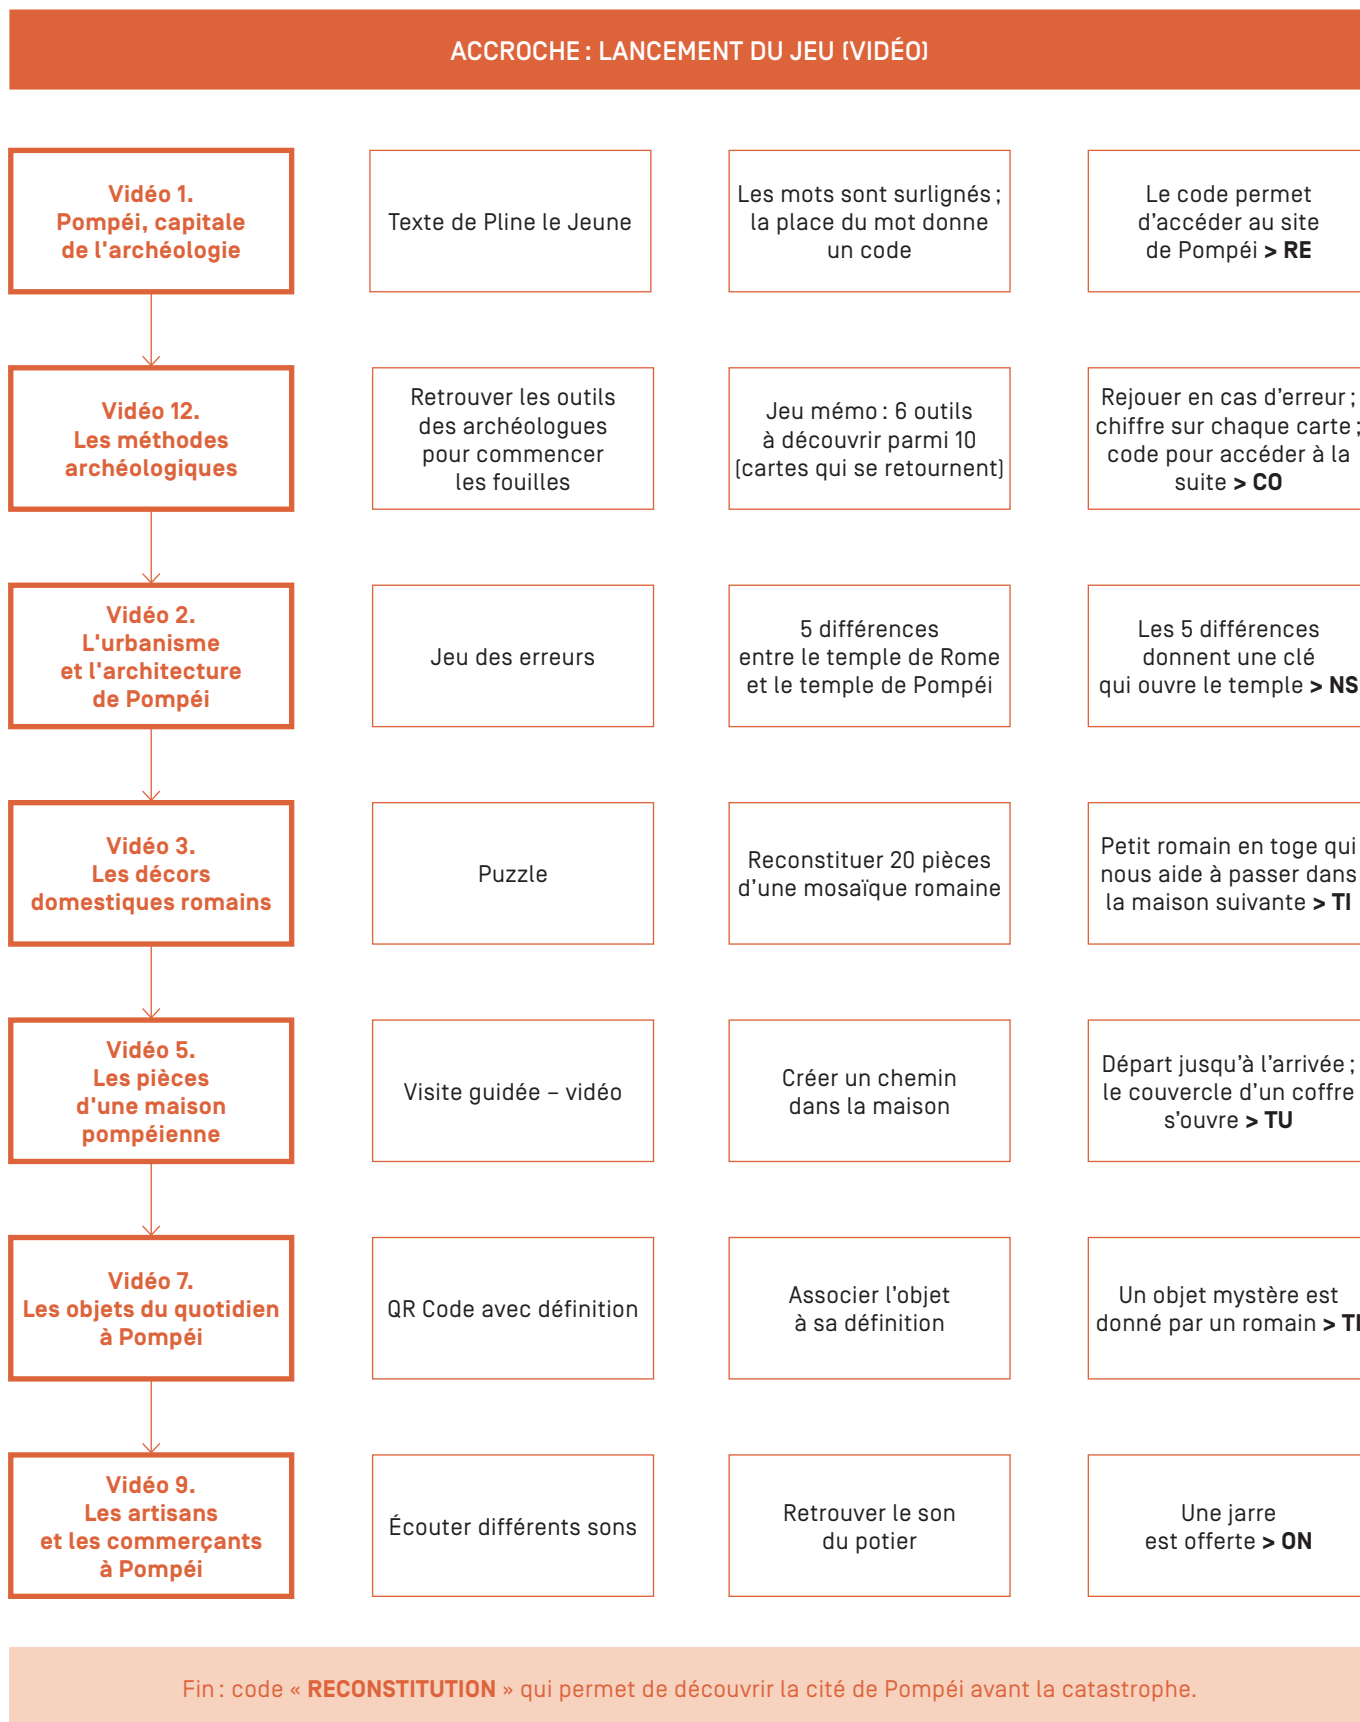 ACCROCHE : LANCEMENT DU JEU (VIDÉO)
Vidéo 1.
Pompéi, capitale
de l'archéologie
Texte de Pline le Jeune
Les mots sont surlignés ;
la place du mot donne
un code
Le code permet
d’accéder au site
de Pompéi > RE
Vidéo 12.
Les méthodes
archéologiques
Retrouver les outils
des archéologues
pour commencer
les fouilles
Jeu mémo : 6 outils
à découvrir parmi 10
(cartes qui se retournent)
Rejouer en cas d’erreur ;
chiffre sur chaque carte ;
code pour accéder à la
suite > CO
Vidéo 2.
L'urbanisme
et l'architecture
de Pompéi
Jeu des erreurs
5 différences
entre le temple de Rome
et le temple de Pompéi
Les 5 différences
donnent une clé
qui ouvre le temple > NS
Vidéo 3.
Les décors
domestiques romains
Puzzle
Reconstituer 20 pièces
d’une mosaïque romaine
Petit romain en toge qui
nous aide à passer dans
la maison suivante > TI
Vidéo 5.
Les pièces
d'une maison
pompéienne
Visite guidée – vidéo
Créer un chemin
dans la maison
Départ jusqu’à l’arrivée ;
le couvercle d’un coffre
s’ouvre > TU
Vidéo 7.
Les objets du quotidien
à Pompéi
QR Code avec définition
Associer l’objet
à sa définition
Un objet mystère est
donné par un romain > TI
Vidéo 9.
Les artisans
et les commerçants
à Pompéi
Écouter différents sons
Retrouver le son
du potier
Une jarre
est offerte > ON
Fin : code « RECONSTITUTION » qui permet de découvrir la cité de Pompéi avant la catastrophe.